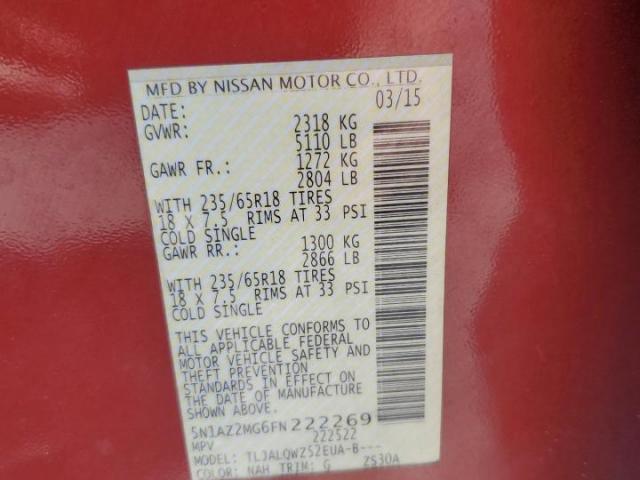 MFD BY NISSAN MOTOR CO., LTD.
DATE: 03/15
GVWR: 2318 KG
5110 LB
GAWR FR.: 1272 KG
2804 LB
WITH 235/65R18 TIRES
18 X 7.5 RIMS AT 33 PSI
COLD SINGLE
GAWR RR.: 1300 KG
2866 LB
WITH 235/65R18 TIRES
18 X 7.5 RIMS AT 33 PSI
COLD SINGLE
THIS VEHICLE CONFORMS TO
ALL APPLICABLE FEDERAL
MOTOR VEHICLE SAFETY AND
THEFT PREVENTION
STANDARDS IN EFFECT ON
THE DATE OF MANUFACTURE
SHOWN ABOVE.
5N1AZ2MG6FN222269
MPV 222522
MODEL: TLJALQWZ52EUA-B---
COLOR: NAH TRIM: G ZS30A